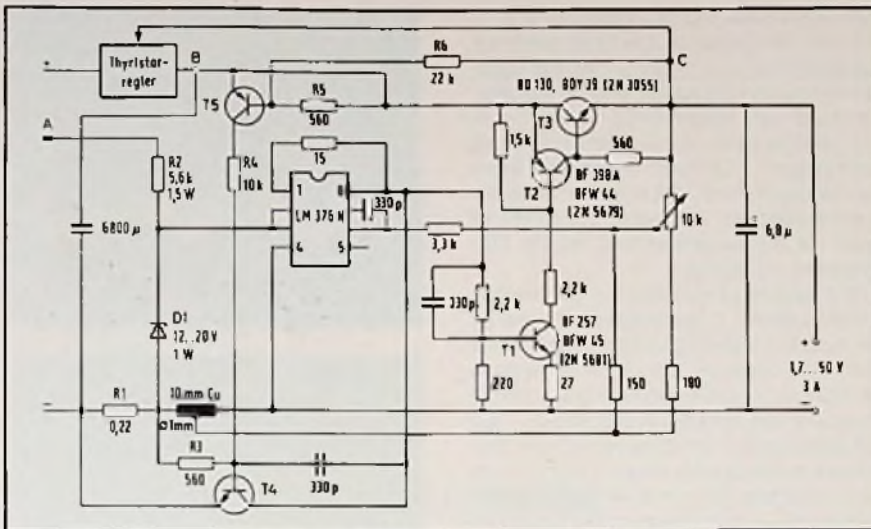 R6
22 k
Thyristor-
regler
B
C
+
BD 130, BDY 39 (2N 3055)
T5
R5
560
T3
A
1,5 k
560
R2
5,6 k
1,5 W
R4
10 k
15
T2
BF 398 A
BFW 44
(2N 5679)
1
8
330 p
LM 376 N
10 k
6800 µ
4
5
3,3 k
6,8 µ
330 p
2,2 k
2,2 k
D1
12...20 V
1 W
BF 257
BFW 45
(2N 5681)
T1
+
1,7...50 V
3 A
R1
0,22
10 mm Cu
ø 1mm
220
27
150
180
–
R3
560
330 p
T4